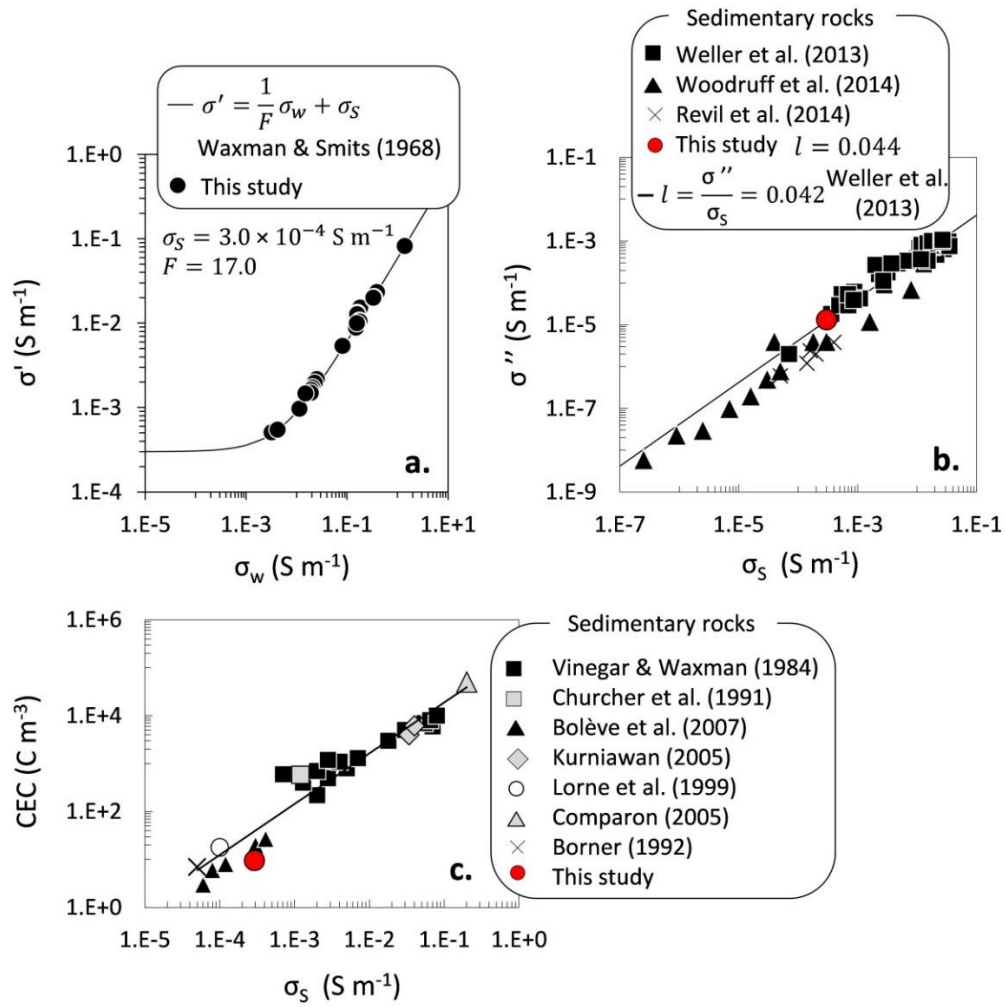 — σ′ = 1/F σw + σS
Waxman & Smits (1968)
● This study
σS = 3.0 × 10⁻⁴ S m⁻¹
F = 17.0
σ' (S m⁻¹)
1.E+0
1.E-1
1.E-2
1.E-3
1.E-4
a.
1.E-5 1.E-3 1.E-1 1.E+1
σw (S m⁻¹)
Sedimentary rocks
Weller et al. (2013)
Woodruff et al. (2014)
Revil et al. (2014)
This study l = 0.044
l = σ′′/σS = 0.042 Weller et al.
(2013)
σ'' (S m⁻¹)
1.E-1
1.E-3
1.E-5
1.E-7
1.E-9
b.
1.E-7 1.E-5 1.E-3 1.E-1
σS (S m⁻¹)
CEC (C m⁻³)
1.E+6
1.E+4
1.E+2
1.E+0
c.
1.E-5 1.E-4 1.E-3 1.E-2 1.E-1 1.E+0
σS (S m⁻¹)
Sedimentary rocks
Vinegar & Waxman (1984)
Churcher et al. (1991)
Bolève et al. (2007)
Kurniawan (2005)
Lorne et al. (1999)
Comparon (2005)
Borner (1992)
This study